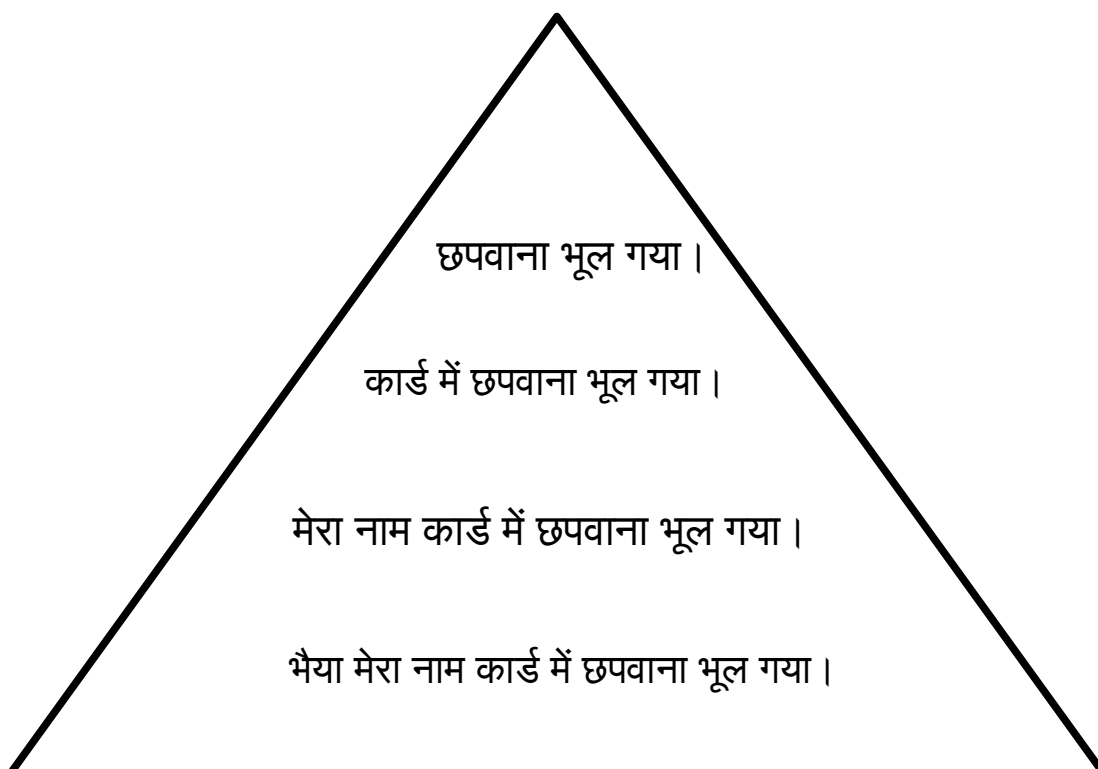 छपवाना भूल गया।
कार्ड में छपवाना भूल गया।
मेरा नाम कार्ड में छपवाना भूल गया।
भैया मेरा नाम कार्ड में छपवाना भूल गया।